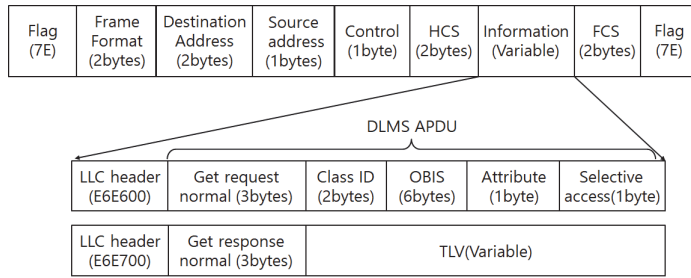 Flag
(7E)
Frame
Format
(2bytes)
Destination
Address
(2bytes)
Source
address
(1bytes)
Control
(1byte)
HCS
(2bytes)
Information
(Variable)
FCS
(2bytes)
Flag
(7E)
DLMS APDU
LLC header
(E6E600)
Get request
normal (3bytes)
Class ID
(2bytes)
OBIS
(6bytes)
Attribute
(1byte)
Selective
access(1byte)
LLC header
(E6E700)
Get response
normal (3bytes)
TLV(Variable)